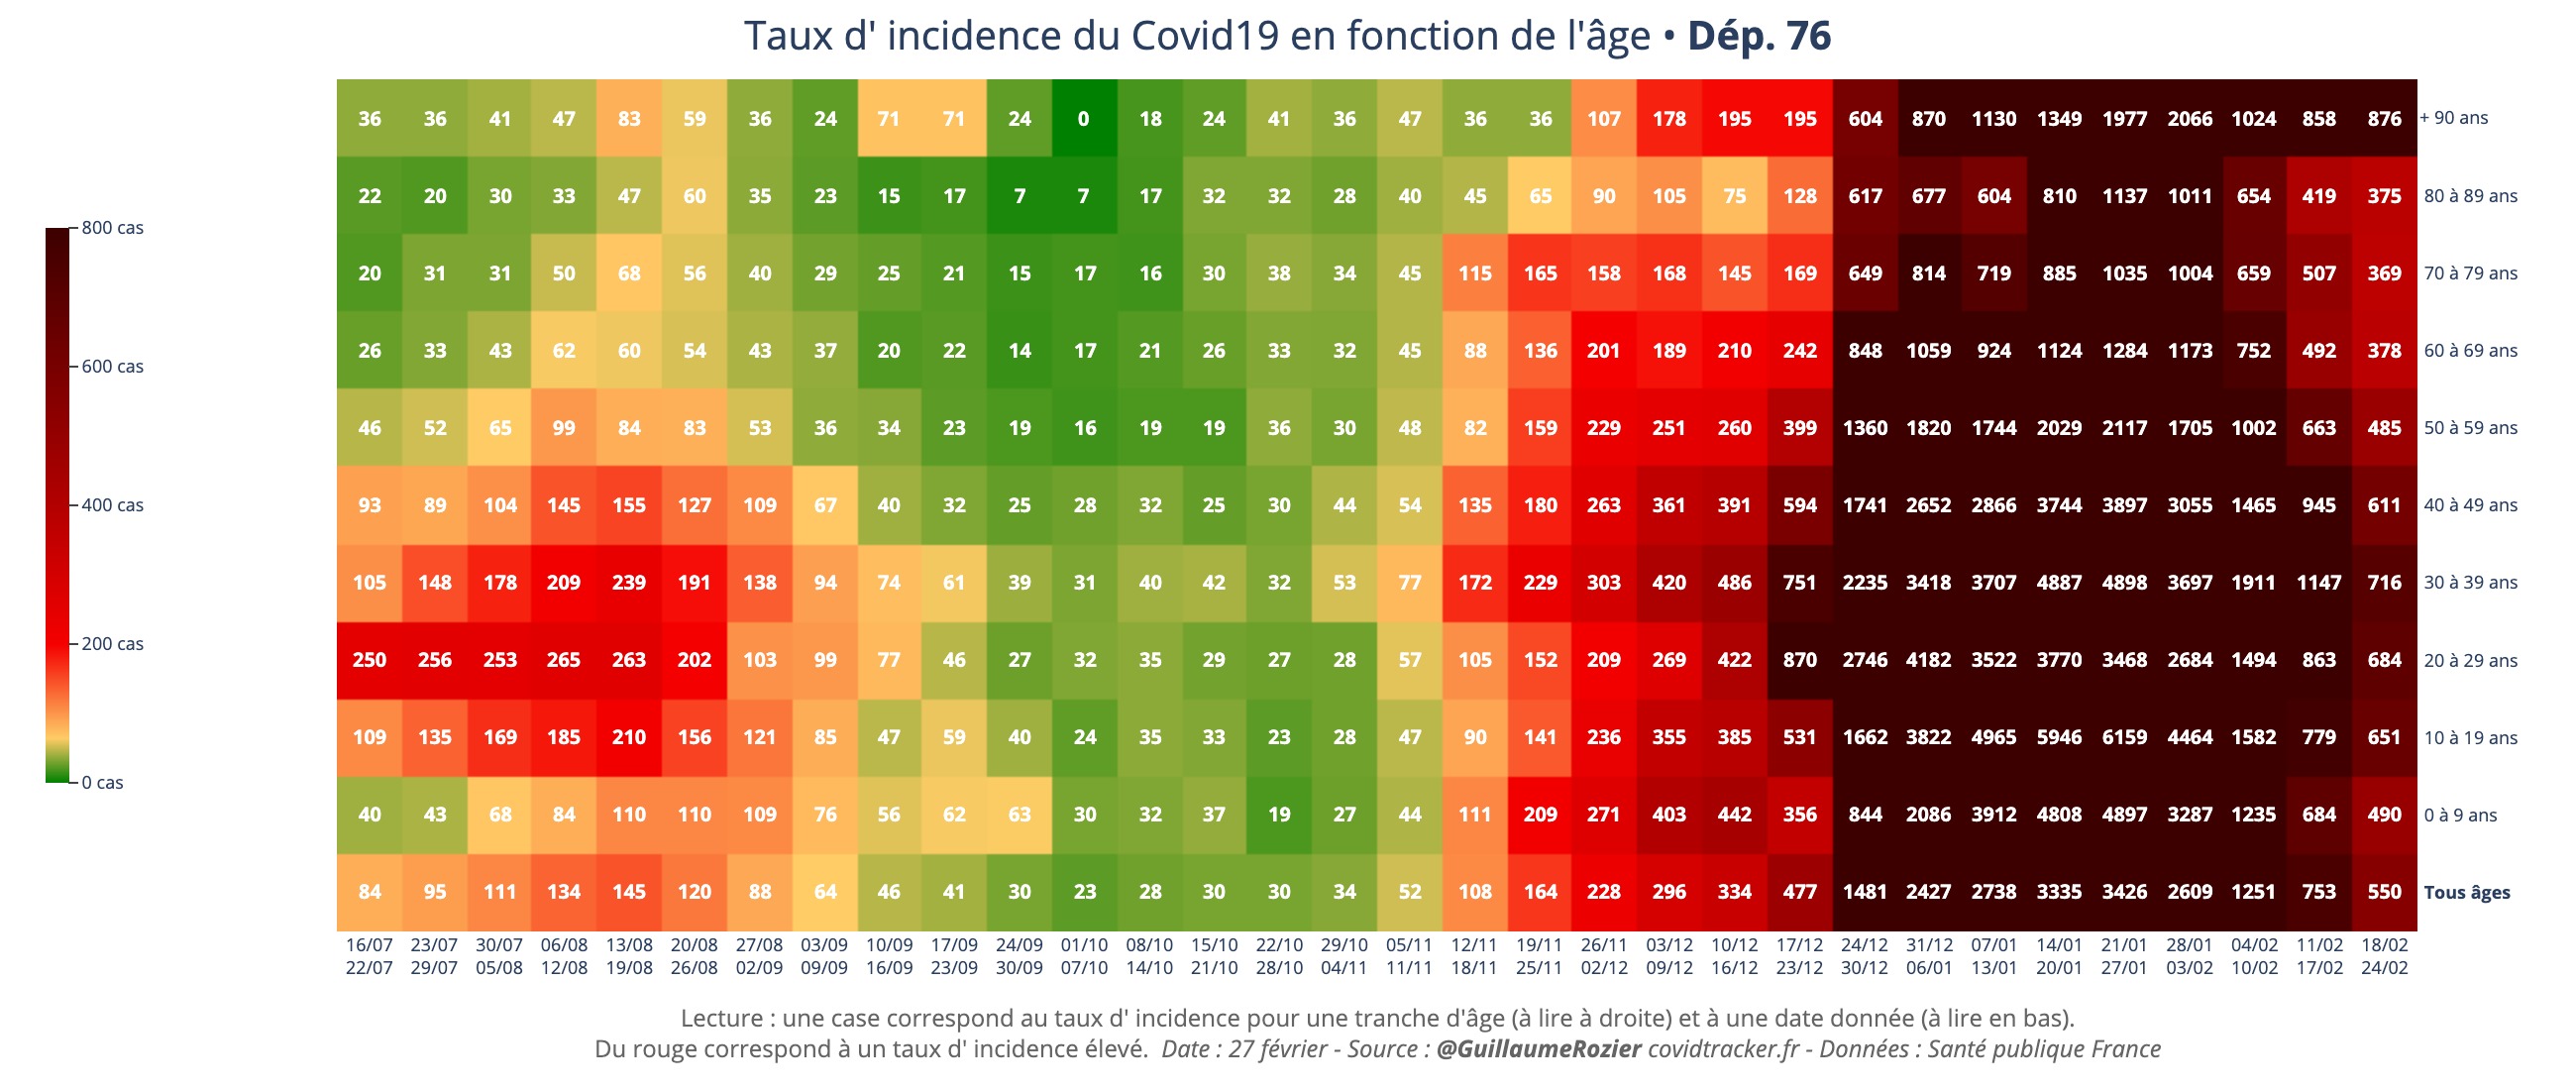 Taux d' incidence du Covid19 en fonction de l'âge • Dép. 76
36 36 41 47 83 59 36 24 71 71 24 0 18 24 41 36 47 36 36 107 178 195 195 604 870 1130 1349 1977 2066 1024 858 876 + 90 ans
22 20 30 33 47 60 35 23 15 17 7 7 17 32 32 28 40 45 65 90 105 75 128 617 677 604 810 1137 1011 654 419 375 80 à 89 ans
800 cas
20 31 31 50 68 56 40 29 25 21 15 17 16 30 38 34 45 115 165 158 168 145 169 649 814 719 885 1035 1004 659 507 369 70 à 79 ans
26 33 43 62 60 54 43 37 20 22 14 17 21 26 33 32 45 88 136 201 189 210 242 848 1059 924 1124 1284 1173 752 492 378 60 à 69 ans
600 cas
46 52 65 99 84 83 53 36 34 23 19 16 19 19 36 30 48 82 159 229 251 260 399 1360 1820 1744 2029 2117 1705 1002 663 485 50 à 59 ans
400 cas
93 89 104 145 155 127 109 67 40 32 25 28 32 25 30 44 54 135 180 263 361 391 594 1741 2652 2866 3744 3897 3055 1465 945 611 40 à 49 ans
105 148 178 209 239 191 138 94 74 61 39 31 40 42 32 53 77 172 229 303 420 486 751 2235 3418 3707 4887 4898 3697 1911 1147 716 30 à 39 ans
200 cas
250 256 253 265 263 202 103 99 77 46 27 32 35 29 27 28 57 105 152 209 269 422 870 2746 4182 3522 3770 3468 2684 1494 863 684 20 à 29 ans
109 135 169 185 210 156 121 85 47 59 40 24 35 33 23 28 47 90 141 236 355 385 531 1662 3822 4965 5946 6159 4464 1582 779 651 10 à 19 ans
0 cas
40 43 68 84 110 110 109 76 56 62 63 30 32 37 19 27 44 111 209 271 403 442 356 844 2086 3912 4808 4897 3287 1235 684 490 0 à 9 ans
84 95 111 134 145 120 88 64 46 41 30 23 28 30 30 34 52 108 164 228 296 334 477 1481 2427 2738 3335 3426 2609 1251 753 550 Tous âges
16/07 23/07 30/07 06/08 13/08 20/08 27/08 03/09 10/09 17/09 24/09 01/10 08/10 15/10 22/10 29/10 05/11 12/11 19/11 26/11 03/12 10/12 17/12 24/12 31/12 07/01 14/01 21/01 28/01 04/02 11/02 18/02
22/07 29/07 05/08 12/08 19/08 26/08 02/09 09/09 16/09 23/09 30/09 07/10 14/10 21/10 28/10 04/11 11/11 18/11 25/11 02/12 09/12 16/12 23/12 30/12 06/01 13/01 20/01 27/01 03/02 10/02 17/02 24/02
Lecture : une case correspond au taux d' incidence pour une tranche d'âge (à lire à droite) et à une date donnée (à lire en bas).
Du rouge correspond à un taux d' incidence élevé. Date : 27 février - Source : @GuillaumeRozier covidtracker.fr - Données : Santé publique France